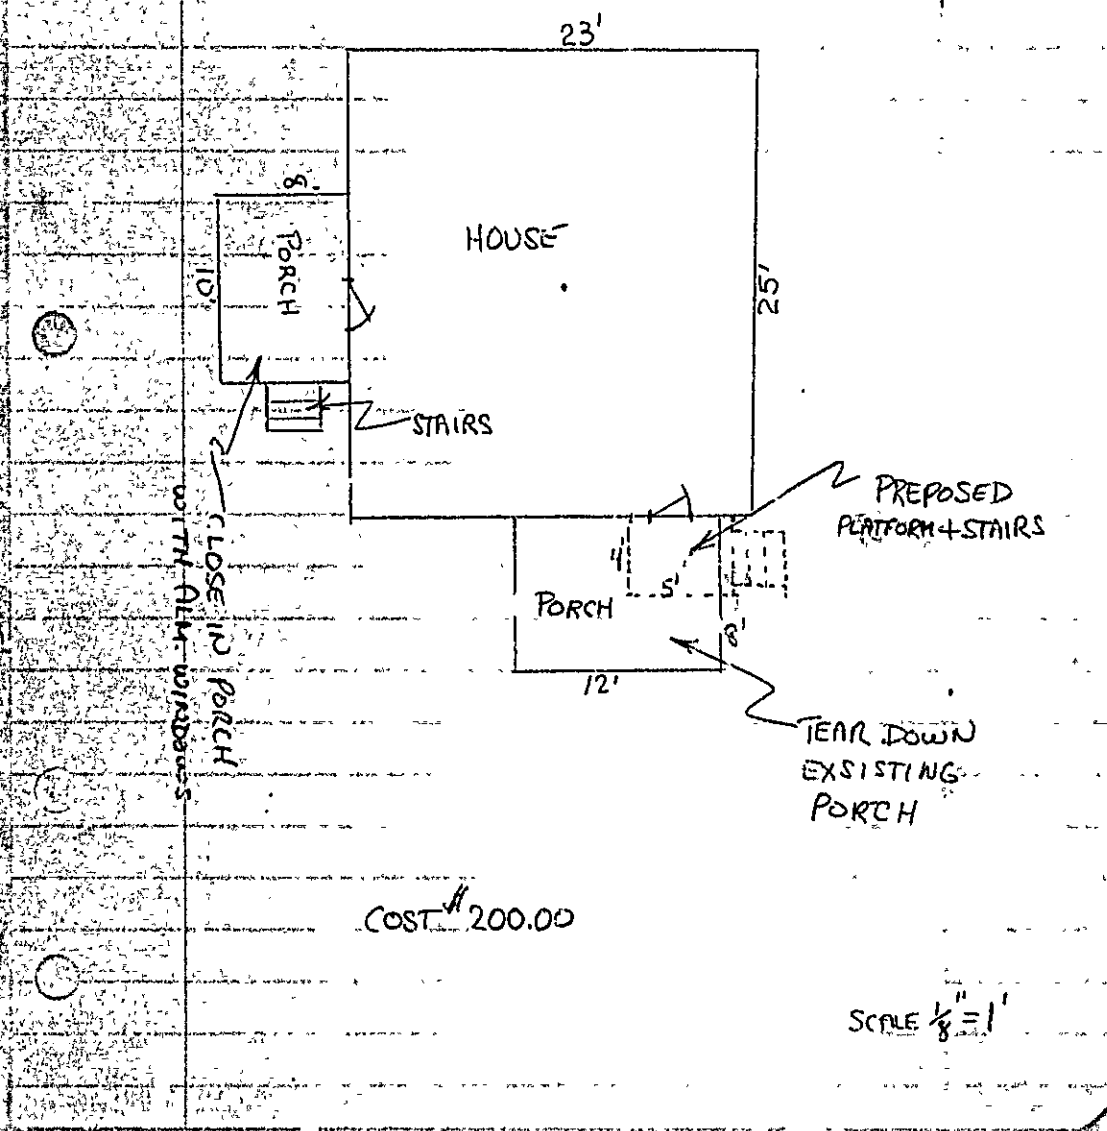 23'
8'
PORCH
10'
HOUSE
25'
STAIRS
PREPOSED
PLATFORM + STAIRS
4'
5'
PORCH
8'
12'
CLOSE IN PORCH
WITH ALM. WINDOWS
TEAR DOWN
EXSISTING
PORCH
COST $200.00
SCALE 1/8" = 1'